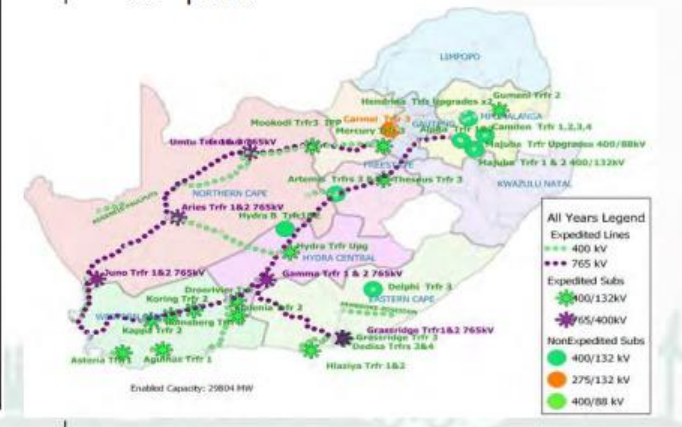 LIMPOPO
Gumeni Trfr 2
Hendrina Trfr Upgrades x2
MPUMALANGA
Carmel Trfr 3
GAUTENG
Mookodi Trfr3 IPP
Mercury Trfr 3
Camden Trfr 1,2,3,4
Majuba Trfr Upgrades 400/88kV
Majuba Trfr 1 & 2 400/132kV
FREESTATE
KWAZULU NATAL
Artemis Trfrs 3 &
Theseus Trfr 3
NORTHERN CAPE
Aries Trfr 1&2 765kV
Hydra B
Hydra Trfr Upg
HYDRA CENTRAL
Juno Trfr 1&2 765kV
Gamma Trfr 1 & 2 765kV
Droerivier Trfr
Delphi Trfr 3
Koring Trfr 2
EASTERN CAPE
Kappa Trfr 2
Grassridge Trfr1&2 765kV
Grassridge Trfr 3
Dedisa Trfrs 3&4
Asteria Trfr 1
Agulhas Trfr 1
Hlaziya Trfr 1&2
Enabled Capacity: 29804 MW
All Years Legend
Expedited Lines
400 kV
765 kV
Expedited Subs
400/132kV
765/400kV
NonExpedited Subs
400/132 kV
275/132 kV
400/88 kV